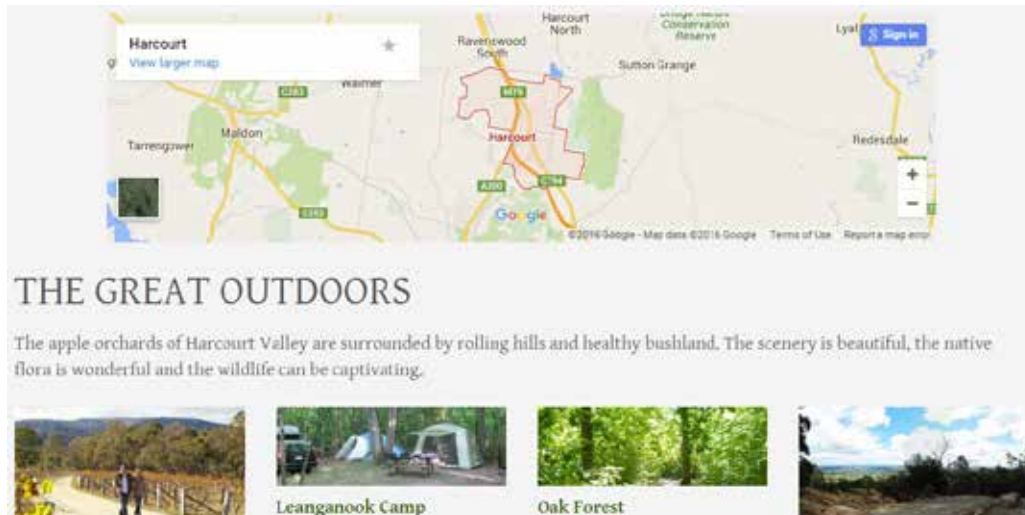 Harcourt
View larger map
Harcourt
North
Conservation
Reserve
Ravenswood
South
Sutton Grange
Sign in
Walmer
C283
M79
Maldon
Tarrengower
Harcourt
Redesdale
A300
C794
C282
Google
©2016 Google - Map data ©2016 Google Terms of Use Report a map error
THE GREAT OUTDOORS
The apple orchards of Harcourt Valley are surrounded by rolling hills and healthy bushland. The scenery is beautiful, the native
flora is wonderful and the wildlife can be captivating.
Leanganook Camp
Oak Forest